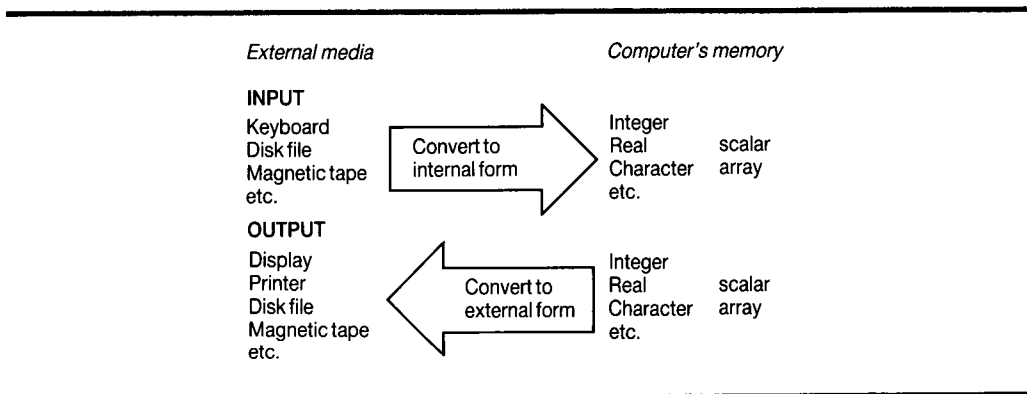 External media
Computer's memory
INPUT
Keyboard
Disk file
Magnetic tape
etc.
Convert to
internal form
Integer
Real scalar
Character array
etc.
OUTPUT
Display
Printer
Disk file
Magnetic tape
etc.
Convert to
external form
Integer
Real scalar
Character array
etc.